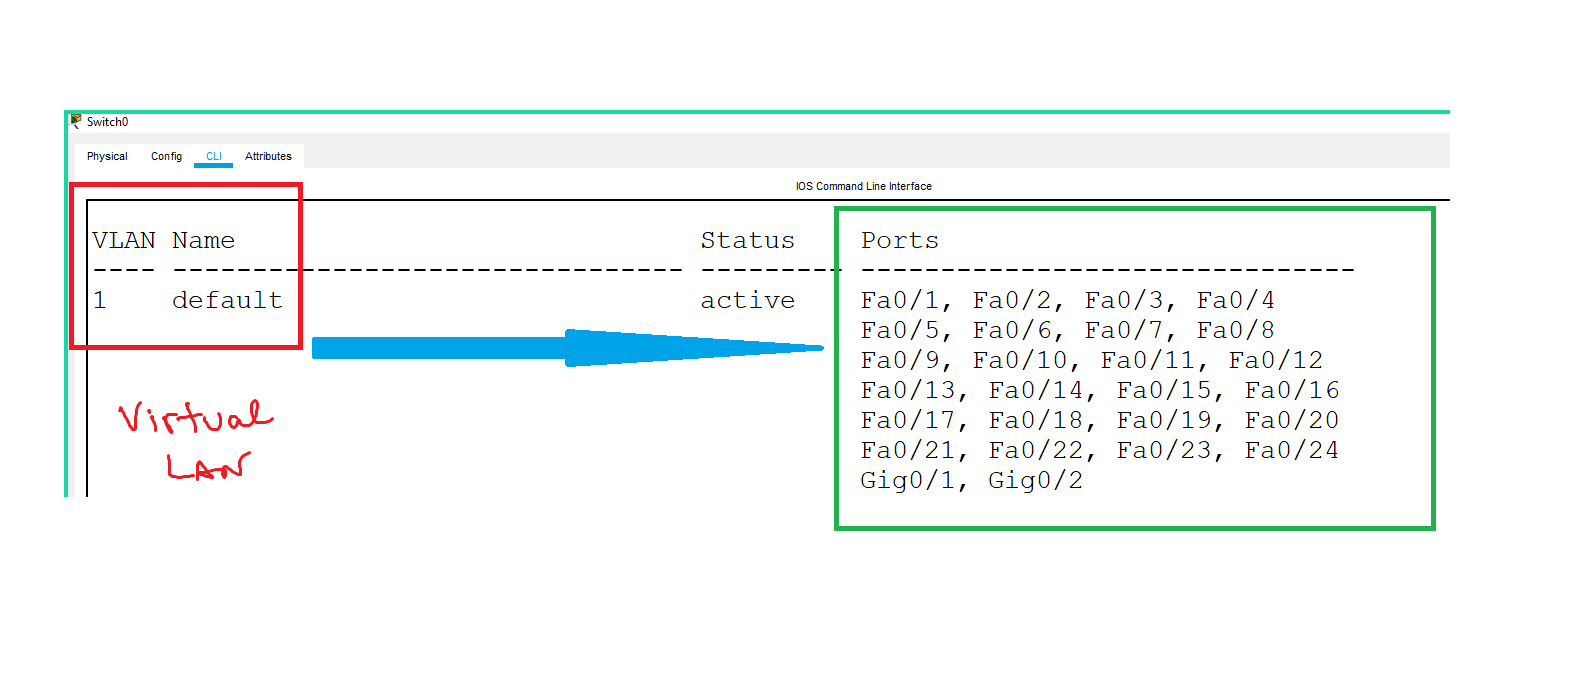 Switch0
Physical Config CLI Attributes
IOS Command Line Interface
VLAN Name Status Ports
---- -------------------------------- --------- -------------------------------
1 default active Fa0/1, Fa0/2, Fa0/3, Fa0/4
Fa0/5, Fa0/6, Fa0/7, Fa0/8
Fa0/9, Fa0/10, Fa0/11, Fa0/12
Fa0/13, Fa0/14, Fa0/15, Fa0/16
Fa0/17, Fa0/18, Fa0/19, Fa0/20
Fa0/21, Fa0/22, Fa0/23, Fa0/24
Gig0/1, Gig0/2
Virtual
LAN